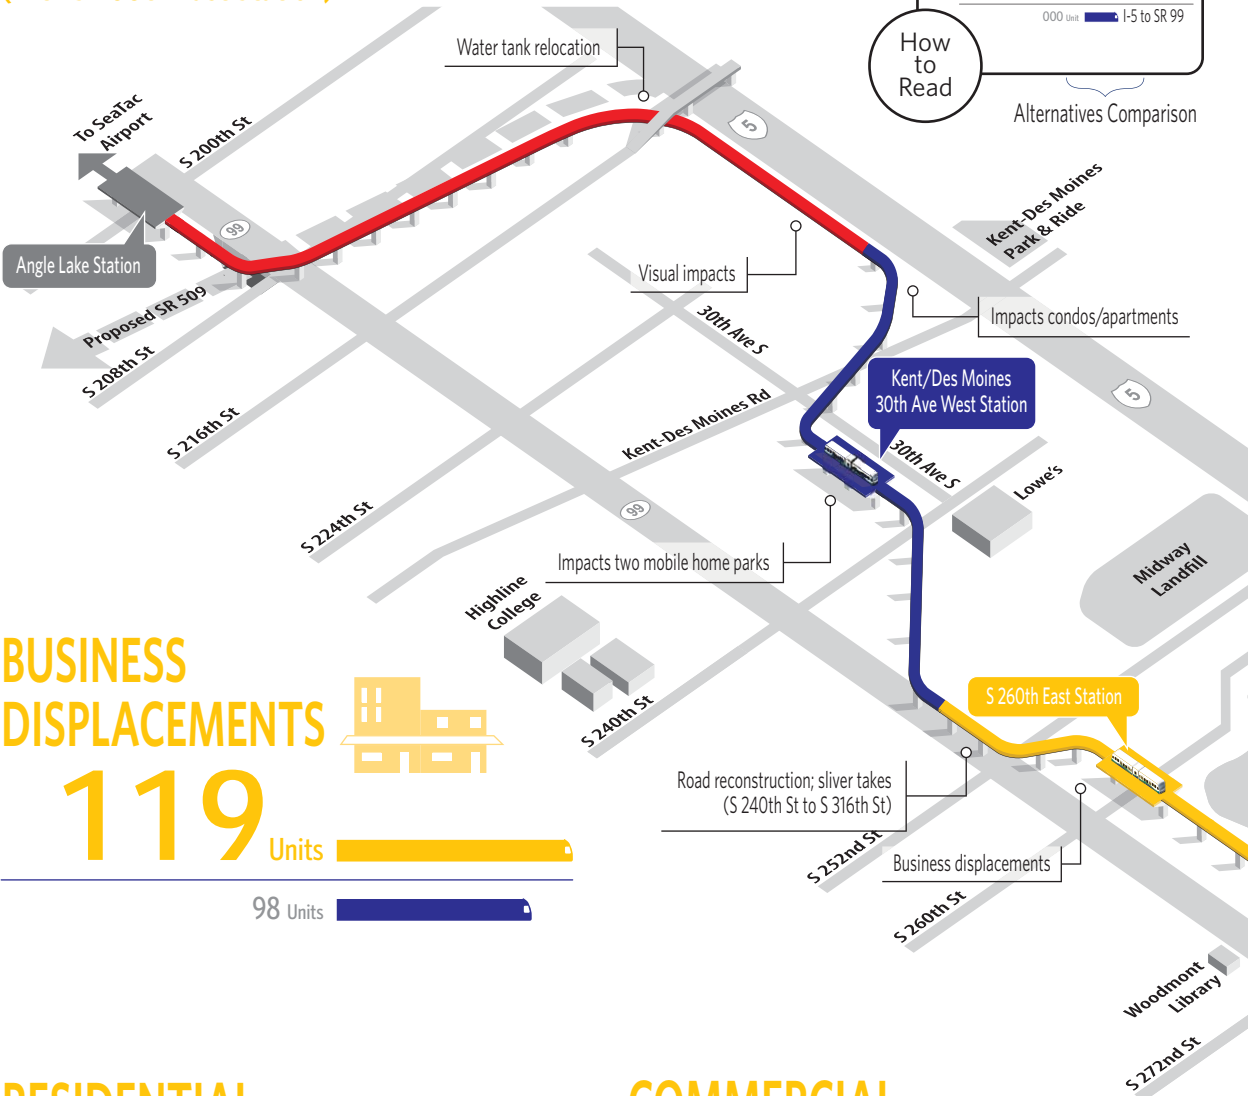 000 Unit I-5 to SR 99
How
to
Read
Alternatives Comparison
Water tank relocation
To SeaTac
Airport
S 200th St
5
99
Angle Lake Station
Proposed SR 509
S 208th St
S 216th St
S 224th St
Visual impacts
30th Ave S
Kent-Des Moines Rd
Kent-Des Moines
Park & Ride
Impacts condos/apartments
Kent/Des Moines
30th Ave West Station
5
30th Ave S
Lowe's
99
Impacts two mobile home parks
Midway
Landfill
Highline
College
S 240th St
BUSINESS
DISPLACEMENTS
119 Units
98 Units
S 260th East Station
Road reconstruction; sliver takes
(S 240th St to S 316th St)
S 252nd St
Business displacements
S 260th St
Woodmont
Library
S 272nd St
RESIDENTIAL
COMMERCIAL